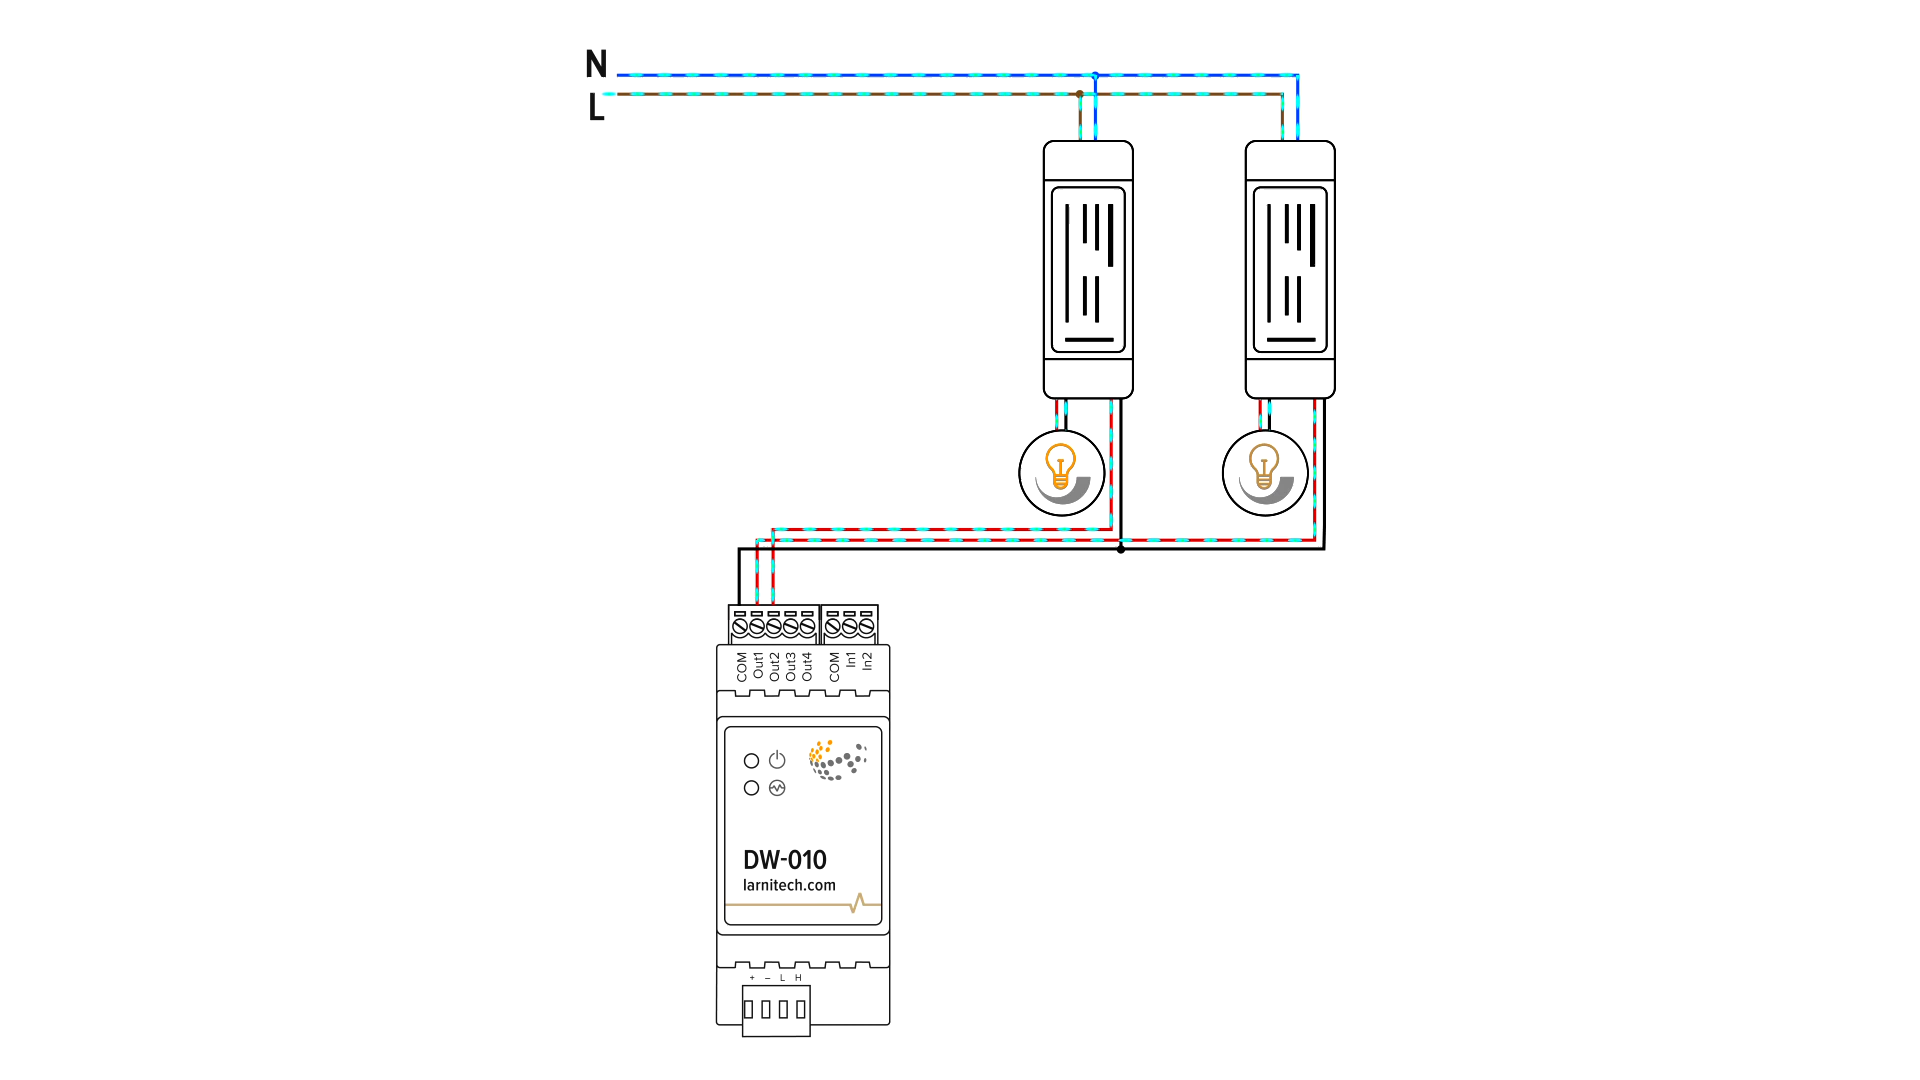 N
L
COM Out1 Out2 Out3 Out4 COM In1 In2
DW-010
larnitech.com
+ – L H